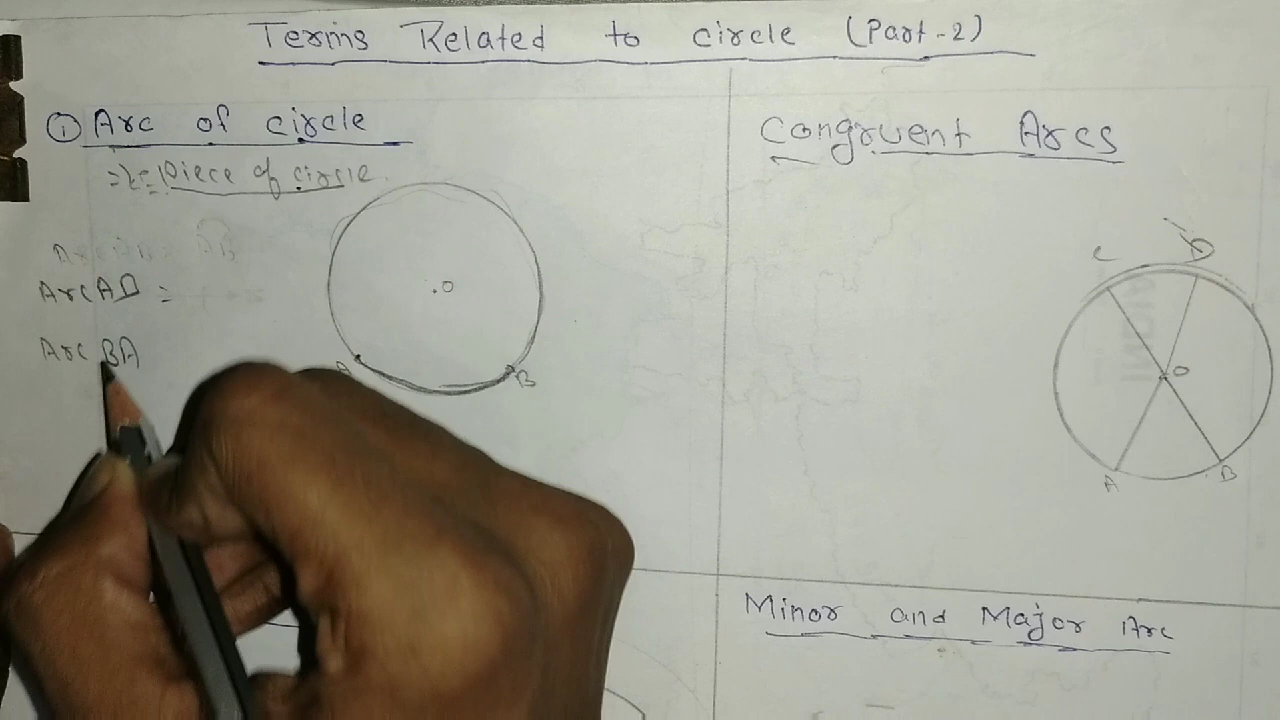 Terms Related to circle (Part-2)
① Arc of circle
Piece of circle
Arc AB =
Arc BA
.O
A
B
Congruent Arcs
C
D
O
A
B
Minor and Major Arc